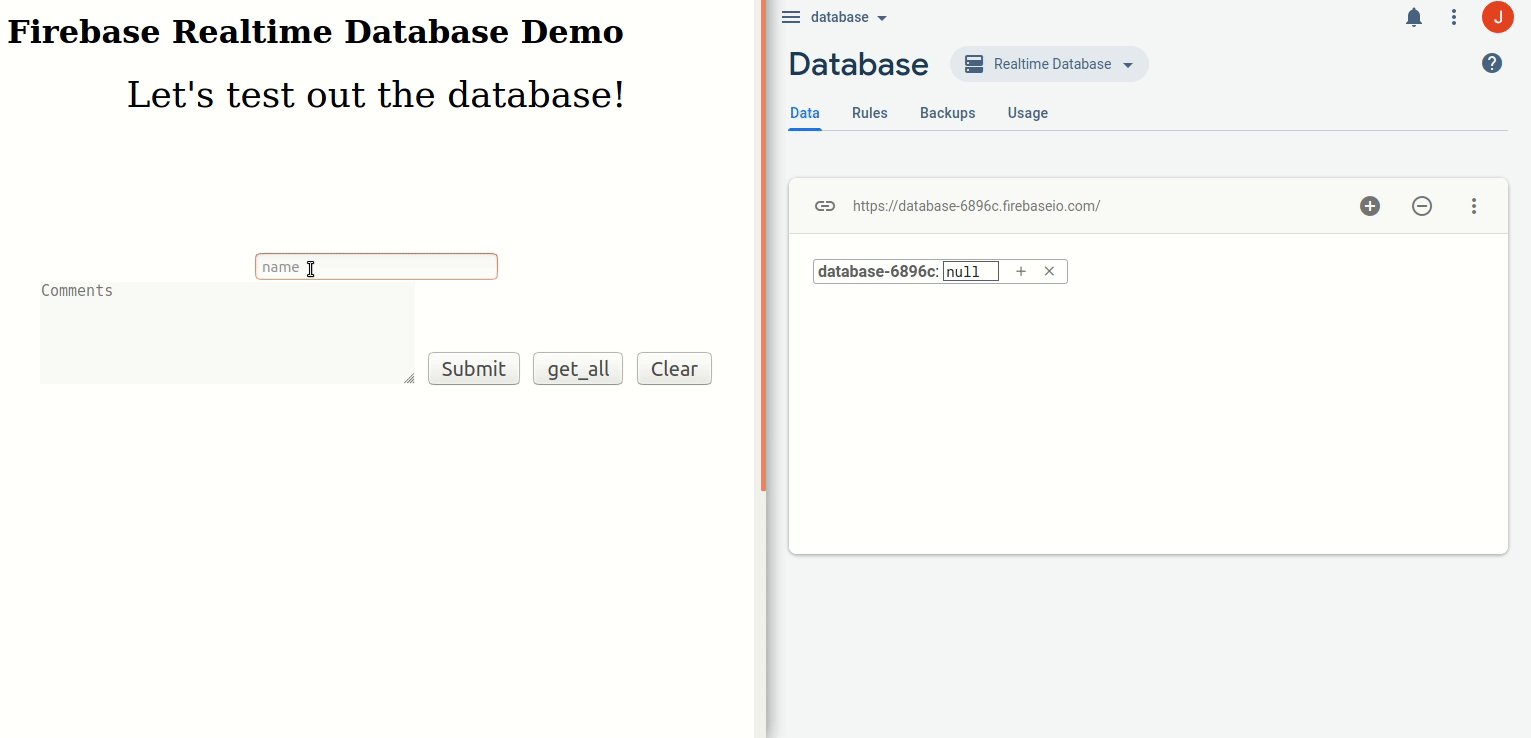 Firebase Realtime Database Demo
Let's test out the database!
name
Comments
Submit get_all Clear
database
J
Database Realtime Database ?
Data Rules Backups Usage
https://database-6896c.firebaseio.com/
database-6896c: null + ×